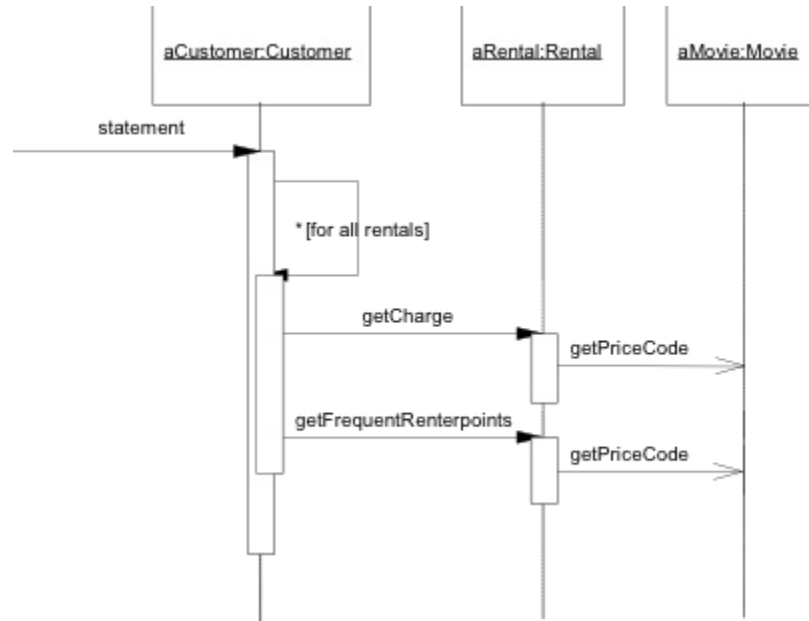 aCustomer:Customer
aRental:Rental
aMovie:Movie
statement
* [for all rentals]
getCharge
getPriceCode
getFrequentRenterpoints
getPriceCode